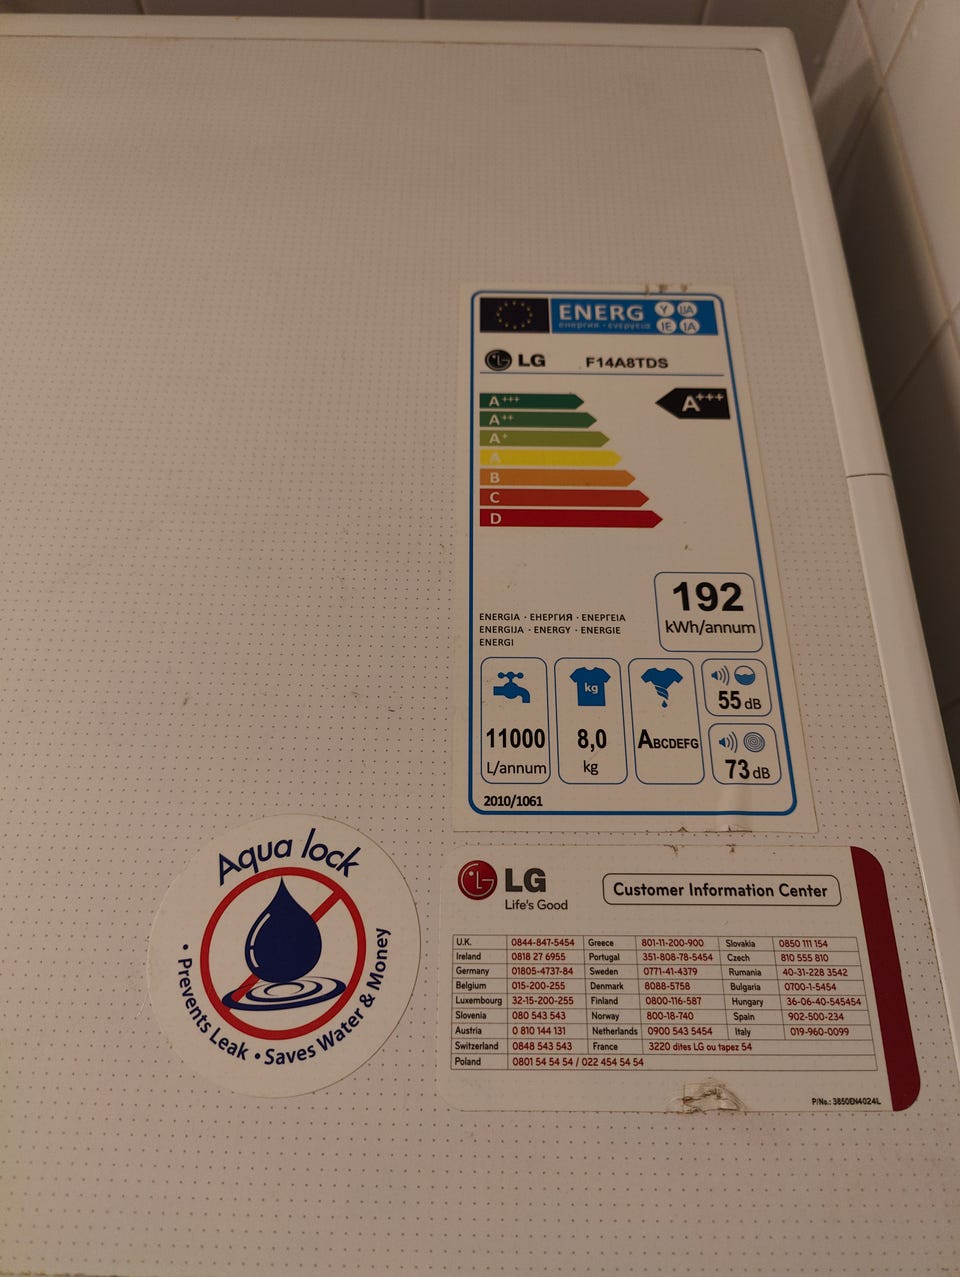 ENERG Y IJA IE IA
енергия · ενεργεια
LG F14A8TDS
A+++ A+++
A++
A+
A
B
C
D
192
kWh/annum
ENERGIA · ЕНЕРГИЯ · ΕΝΕΡΓΕΙΑ
ENERGIJA · ENERGY · ENERGIE
ENERGI
kg
55 dB
11000
L/annum
8,0
kg
ABCDEFG
73 dB
2010/1061
Aqua lock
• Prevents Leak • Saves Water & Money
LG
Life's Good
Customer Information Center
U.K. 0844-847-5454 Greece 801-11-200-900 Slovakia 0850 111 154
Ireland 0818 27 6955 Portugal 351-808-78-5454 Czech 810 555 810
Germany 01805-4737-84 Sweden 0771-41-4379 Rumania 40-31-228 3542
Belgium 015-200-255 Denmark 8088-5758 Bulgaria 0700-1-5454
Luxembourg 32-15-200-255 Finland 0800-116-587 Hungary 36-06-40-545454
Slovenia 080 543 543 Norway 800-18-740 Spain 902-500-234
Austria 0 810 144 131 Netherlands 0900 543 5454 Italy 019-960-0099
Switzerland 0848 543 543 France 3220 dites LG ou tapez 54
Poland 0801 54 54 54 / 022 454 54 54
P/No.: 3850EN4024L